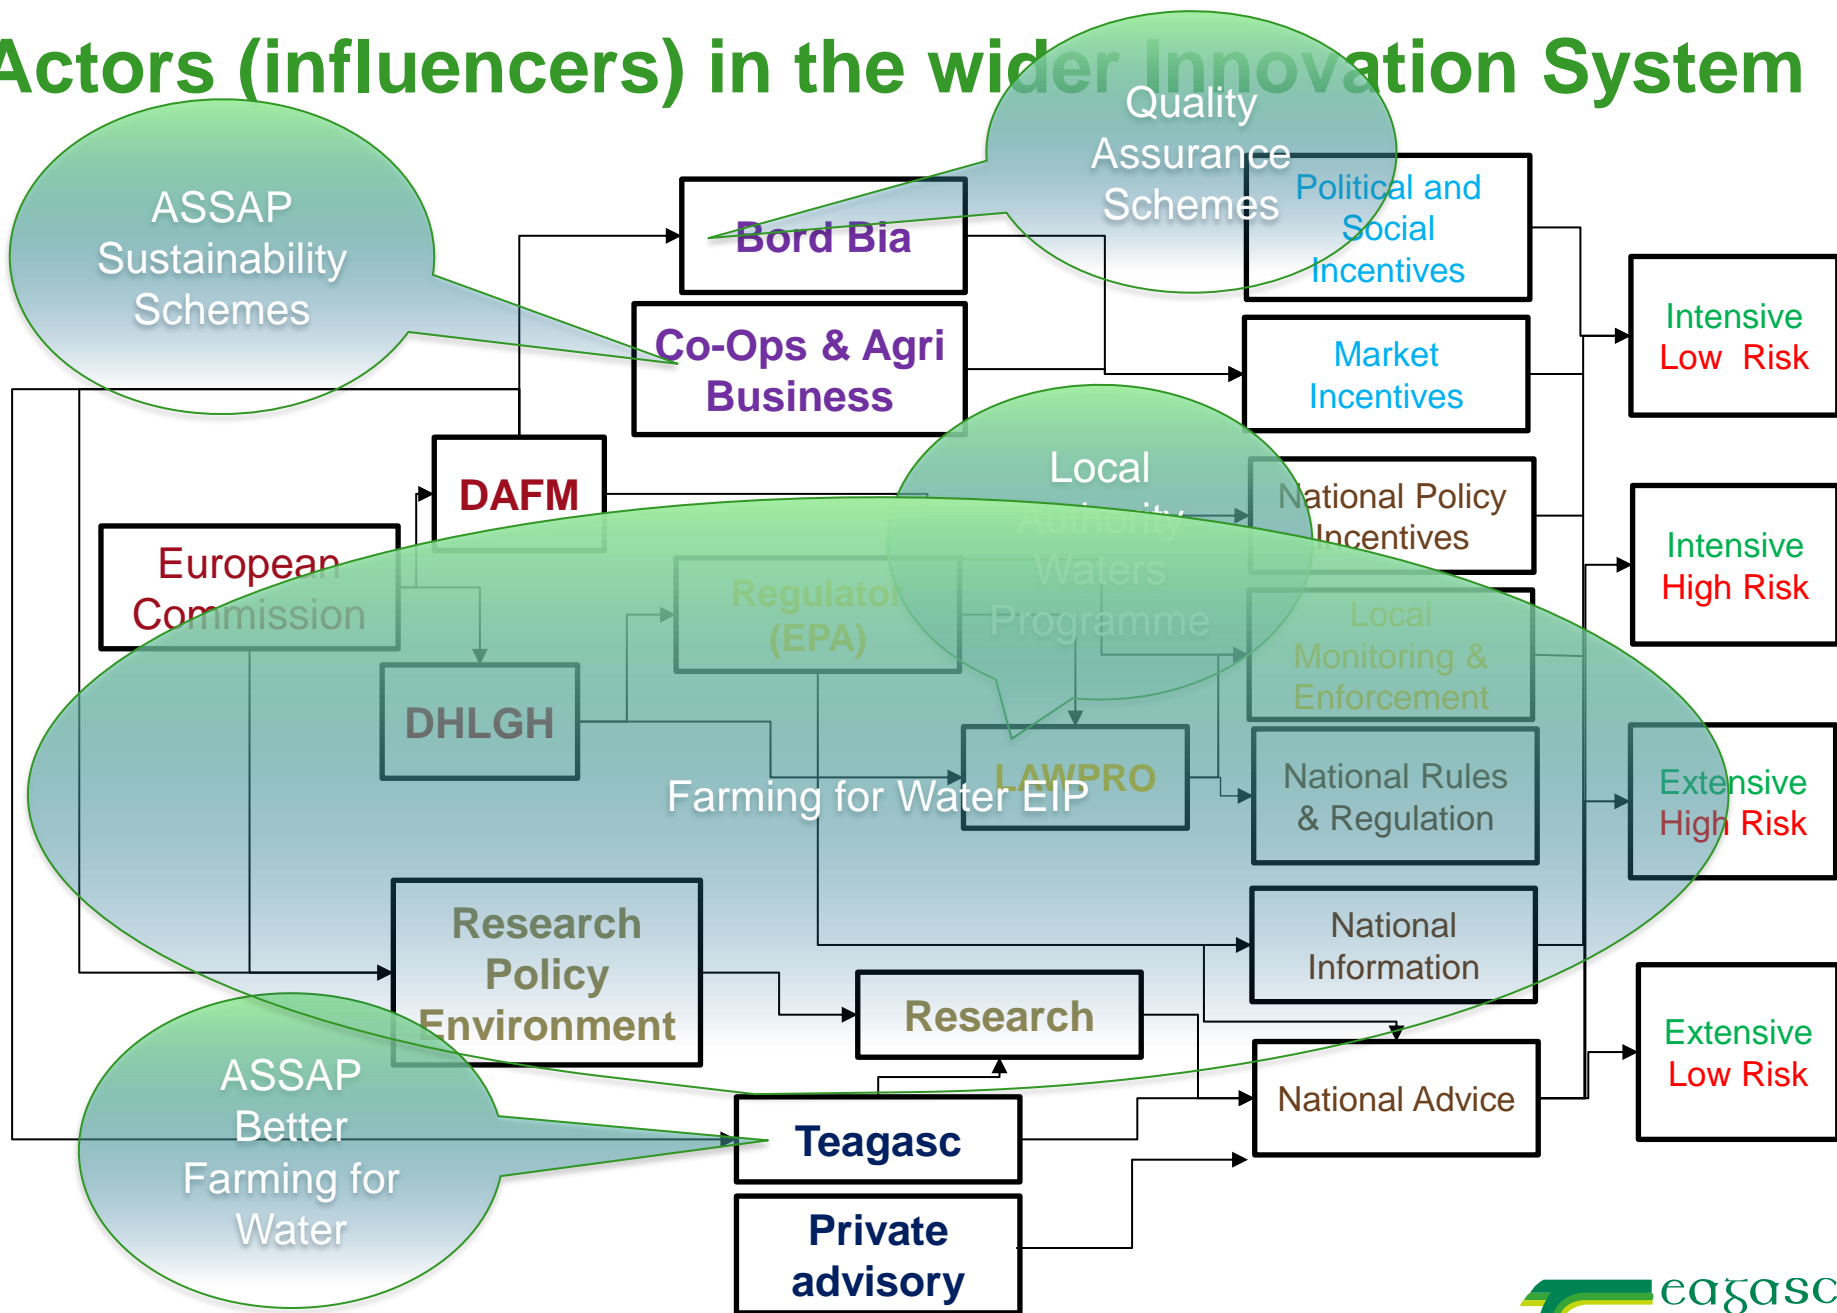 Actors (influencers) in the wider Innovation System
Quality
Assurance
Schemes
ASSAP
Sustainability
Schemes
Bord Bia
Political and
Social
Incentives
Co-Ops & Agri
Business
Market
Incentives
Intensive
Low Risk
DAFM
Local
Authority
Waters
Programme
National Policy
Incentives
European
Commission
Regulator
(EPA)
Local
Monitoring &
Enforcement
Intensive
High Risk
DHLGH
LAWPRO
National Rules
& Regulation
Extensive
High Risk
Farming for Water EIP
Research
Policy
Environment
Research
National
Information
Extensive
Low Risk
ASSAP
Better
Farming for
Water
Teagasc
National Advice
Private
advisory
eagasc